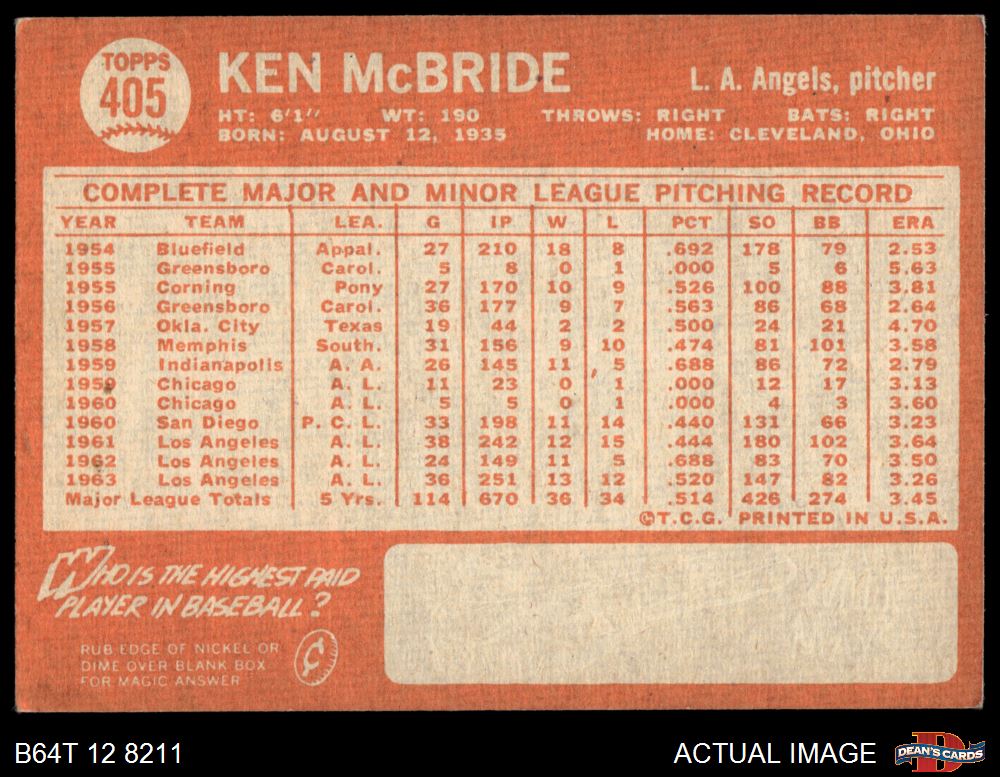 TOPPS
405
KEN McBRIDE
L. A. Angels, pitcher
HT: 6'1" WT: 190 THROWS: RIGHT BATS: RIGHT
BORN: AUGUST 12, 1935 HOME: CLEVELAND, OHIO
COMPLETE MAJOR AND MINOR LEAGUE PITCHING RECORD
YEAR TEAM LEA. G IP W L PCT SO BB ERA
1954 Bluefield Appal. 27 210 18 8 .692 178 79 2.53
1955 Greensboro Carol. 5 8 0 1 .000 5 6 5.63
1955 Corning Pony 27 170 10 9 .526 100 88 3.81
1956 Greensboro Carol. 36 177 9 7 .563 86 68 2.64
1957 Okla. City Texas 19 44 2 2 .500 24 21 4.70
1958 Memphis South. 31 156 9 10 .474 81 101 3.58
1959 Indianapolis A. A. 26 145 11 5 .688 86 72 2.79
1959 Chicago A. L. 11 23 0 1 .000 12 17 3.13
1960 Chicago A. L. 5 5 0 1 .000 4 3 3.60
1960 San Diego P. C. L. 33 198 11 14 .440 131 66 3.23
1961 Los Angeles A. L. 38 242 12 15 .444 180 102 3.64
1962 Los Angeles A. L. 24 149 11 5 .688 83 70 3.50
1963 Los Angeles A. L. 36 251 13 12 .520 147 82 3.26
Major League Totals 5 Yrs. 114 670 36 34 .514 426 274 3.45
©T.C.G. PRINTED IN U.S.A.
WHO IS THE HIGHEST PAID
PLAYER IN BASEBALL?
RUB EDGE OF NICKEL OR
DIME OVER BLANK BOX
FOR MAGIC ANSWER
¢
B64T 12 8211
ACTUAL IMAGE
D
DEAN'S CARDS